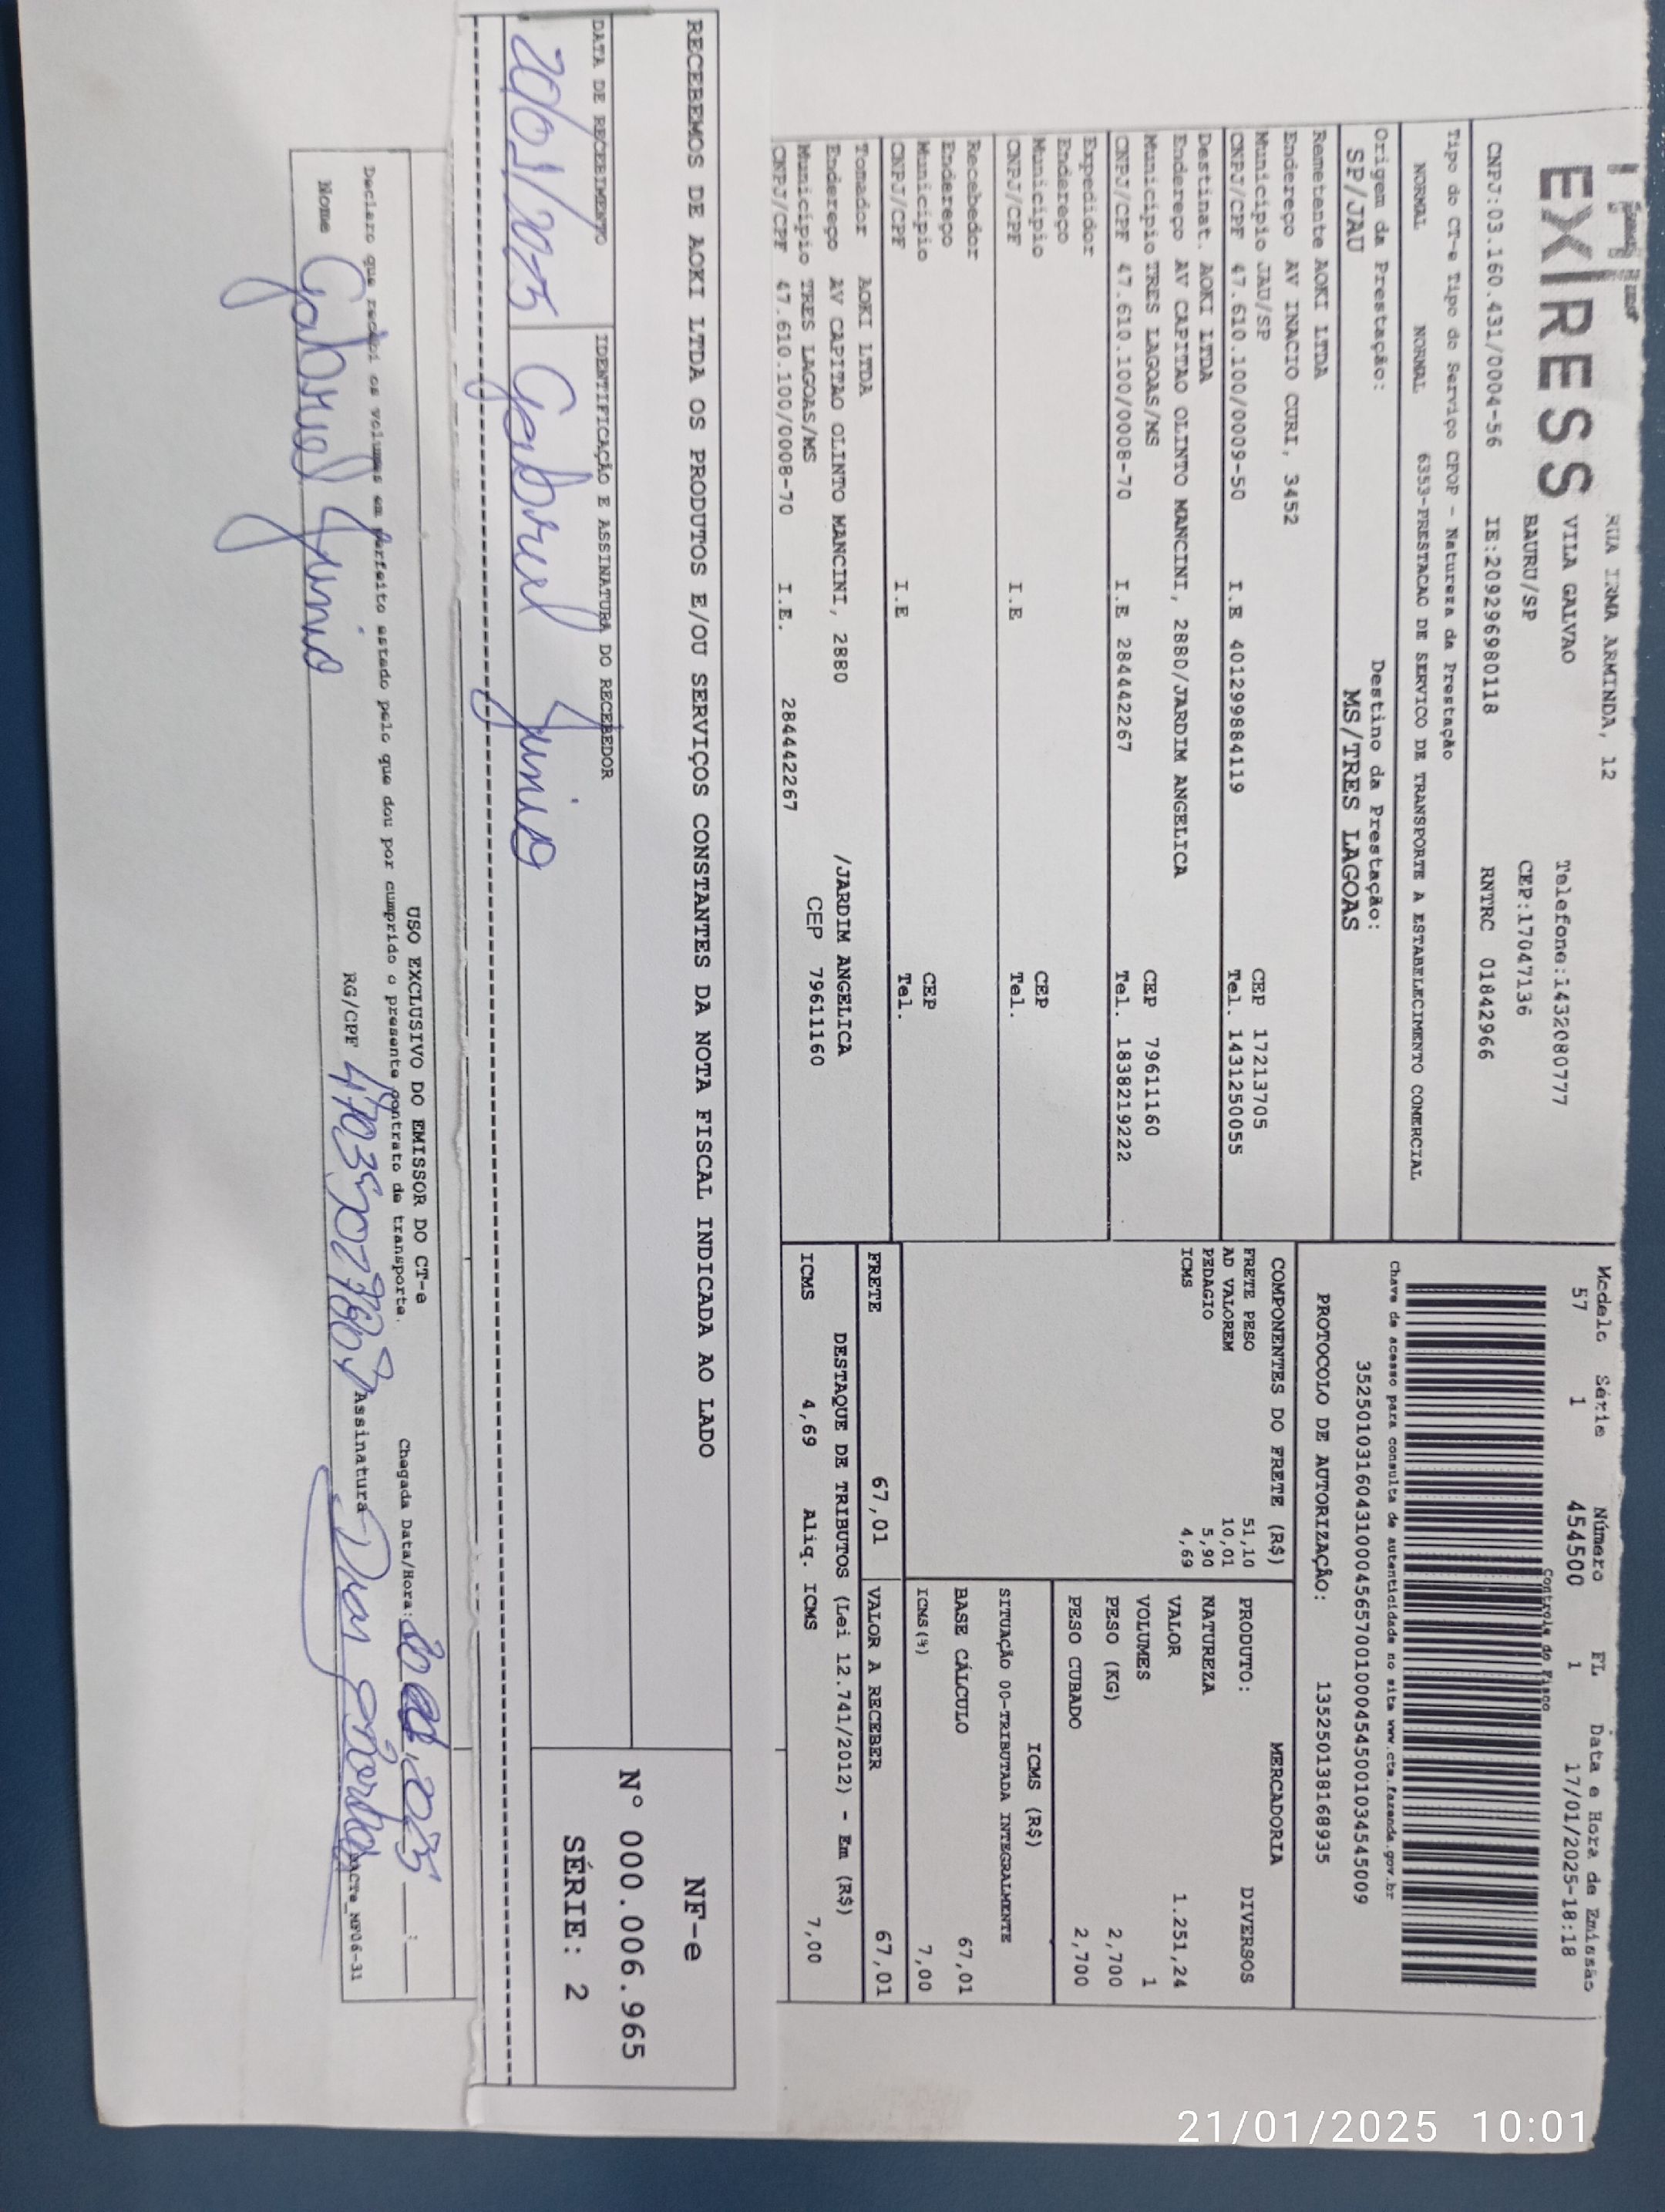 EXPRESS
RUA IRMA ARMINDA, 12
VILA GALVAO
BAURU/SP
Telefone:1432080777
CEP:17047136
CNPJ:03.160.431/0004-56 IE:209296980118 RNTRC 01842966
Modelo Série Número FL Data e Hora de Emissão
57 1 454500 1 17/01/2025-18:18
Controle do Fisco
Chave de acesso para consulta de autenticidade no site www.cte.fazenda.gov.br
35250103160431000456570010004545001034545009
PROTOCOLO DE AUTORIZAÇÃO: 135250138168935
Tipo do CT-e Tipo do Serviço CFOP - Natureza da Prestação
NORMAL NORMAL 6353-PRESTACAO DE SERVICO DE TRANSPORTE A ESTABELECIMENTO COMERCIAL
Origem da Prestação: Destino da Prestação:
SP/JAU MS/TRES LAGOAS
Remetente AOKI LTDA
Endereço AV INACIO CURI, 3452
Município JAU/SP CEP 17213705
CNPJ/CPF 47.610.100/0009-50 I.E 401299884119 Tel. 1431250055
Destinat. AOKI LTDA
Endereço AV CAPITAO OLINTO MANCINI, 2880/JARDIM ANGELICA
Município TRES LAGOAS/MS CEP 79611160
CNPJ/CPF 47.610.100/0008-70 I.E 284442267 Tel. 1838219222
Expedidor
Endereço
Município CEP
CNPJ/CPF I.E Tel.
Recebedor
Endereço
Município CEP
CNPJ/CPF I.E Tel.
Tomador AOKI LTDA
Endereço AV CAPITAO OLINTO MANCINI, 2880 /JARDIM ANGELICA
Município TRES LAGOAS/MS CEP 79611160
CNPJ/CPF 47.610.100/0008-70 I.E. 284442267
COMPONENTES DO FRETE (R$)
FRETE PESO 51,10
AD VALOREM 10,01
PEDAGIO 5,90
ICMS 4,69
MERCADORIA
PRODUTO: DIVERSOS
NATUREZA
VALOR 1.251,24
VOLUMES 1
PESO (KG) 2,700
PESO CUBADO 2,700
ICMS (R$)
SITUAÇÃO 00-TRIBUTADA INTEGRALMENTE
BASE CÁLCULO 67,01
ICMS(%) 7,00
FRETE 67,01 VALOR A RECEBER 67,01
DESTAQUE DE TRIBUTOS (Lei 12.741/2012) - Em (R$)
ICMS 4,69 Aliq. ICMS 7,00
RECEBEMOS DE AOKI LTDA OS PRODUTOS E/OU SERVIÇOS CONSTANTES DA NOTA FISCAL INDICADA AO LADO
NF-e
N° 000.006.965
SÉRIE: 2
DATA DE RECEBIMENTO IDENTIFICAÇÃO E ASSINATURA DO RECEBEDOR
20/01/2025 Gabriel Junio
USO EXCLUSIVO DO EMISSOR DO CT-e
Declaro que recebi os volumes em perfeito estado pelo que dou por cumprido o presente contrato de transporte.
Chegada Data/Hora: 2025 __:__
Nome Gabriel Junio RG/CPF Assinatura
DACTe_MP06-31
21/01/2025 10:01